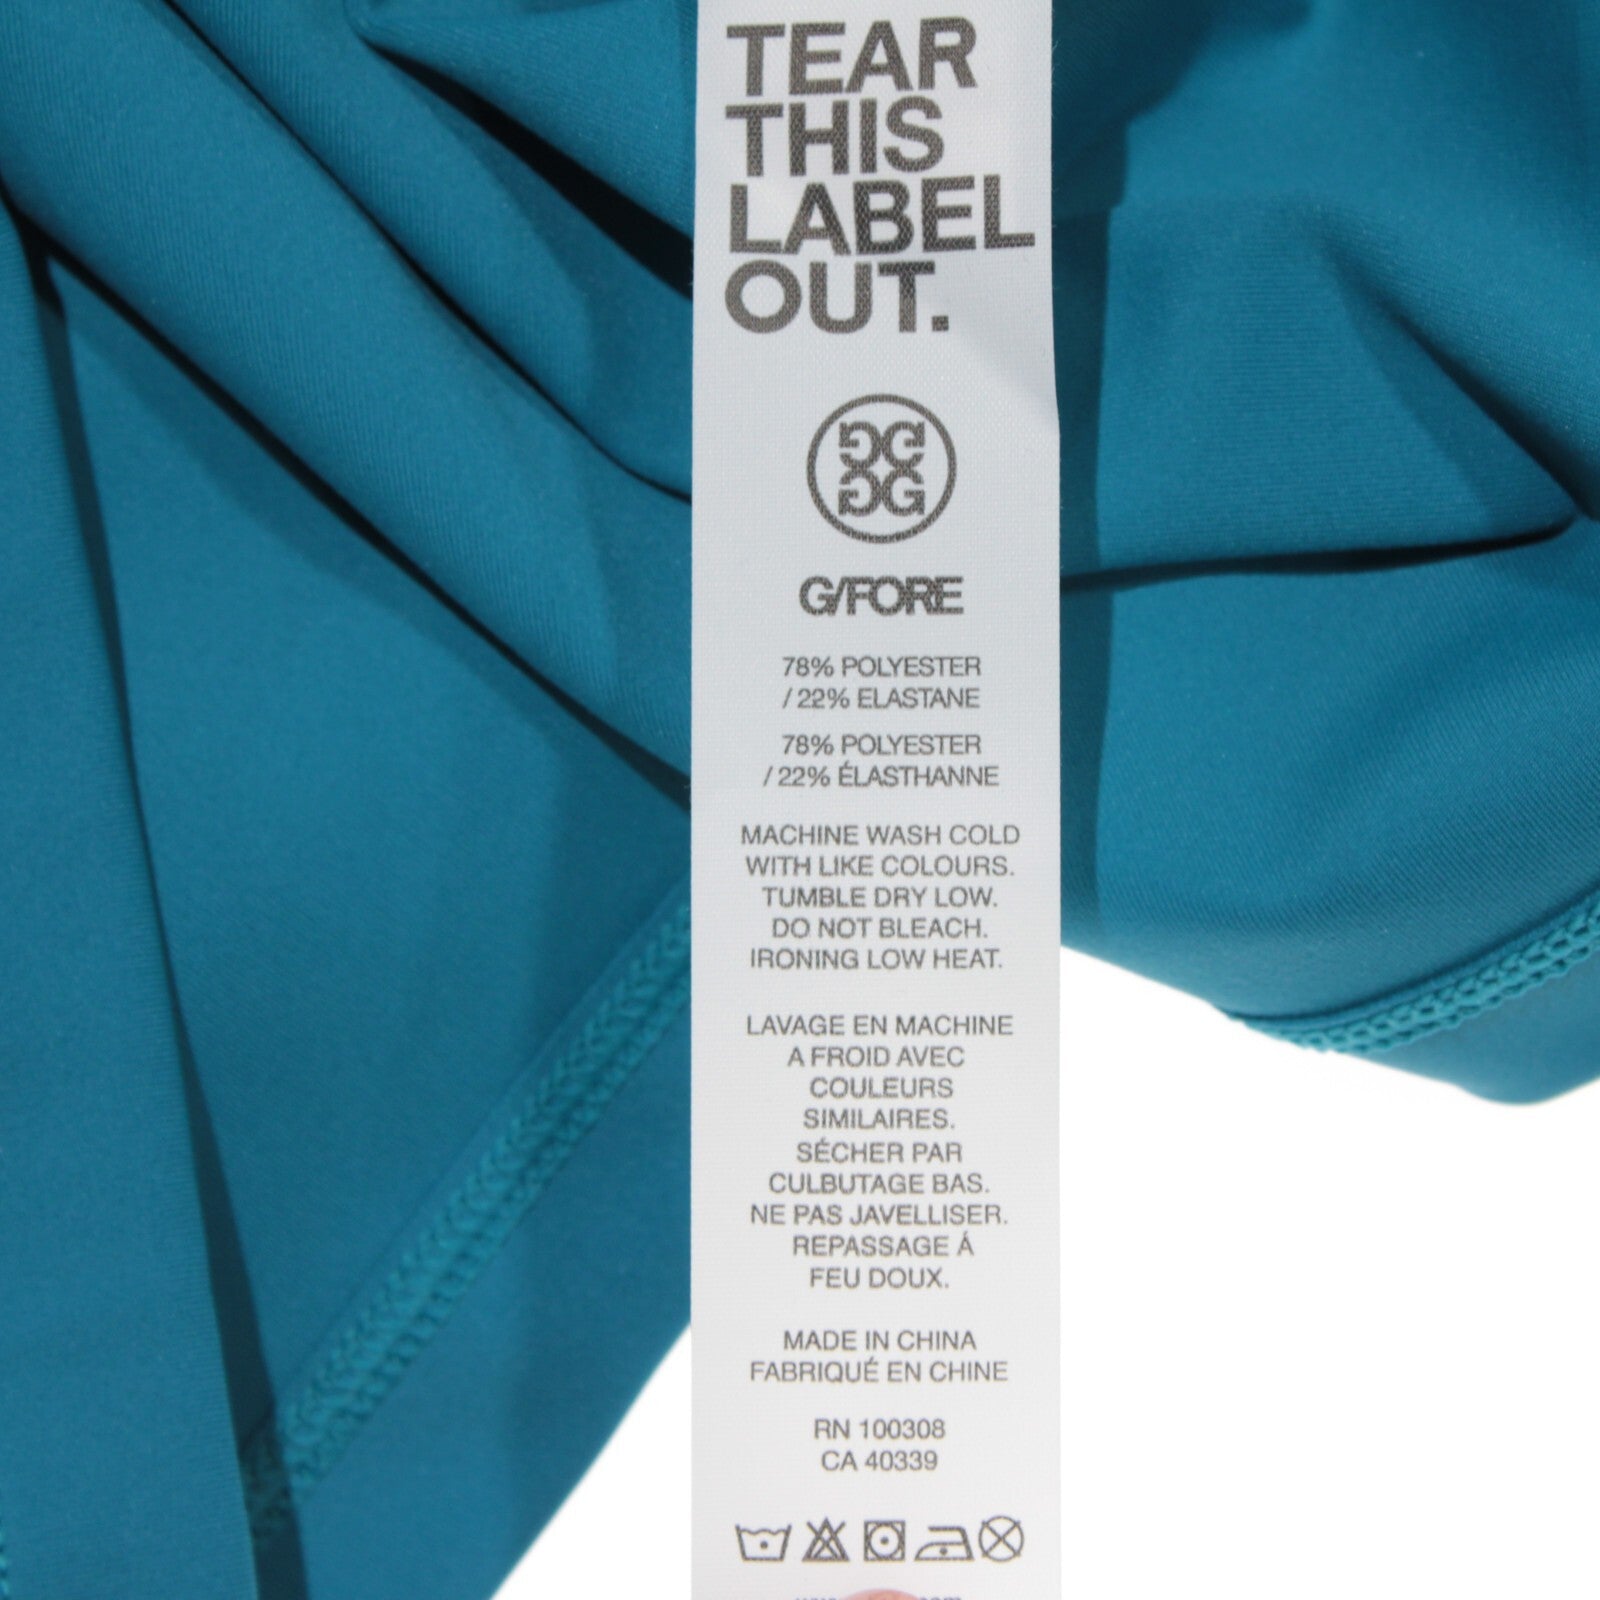 TEAR
THIS
LABEL
OUT.
G/FORE
78% POLYESTER
/ 22% ELASTANE
78% POLYESTER
/ 22% ÉLASTHANNE
MACHINE WASH COLD
WITH LIKE COLOURS.
TUMBLE DRY LOW.
DO NOT BLEACH.
IRONING LOW HEAT.
LAVAGE EN MACHINE
A FROID AVEC
COULEURS
SIMILAIRES.
SÉCHER PAR
CULBUTAGE BAS.
NE PAS JAVELLISER.
REPASSAGE Á
FEU DOUX.
MADE IN CHINA
FABRIQUÉ EN CHINE
RN 100308
CA 40339